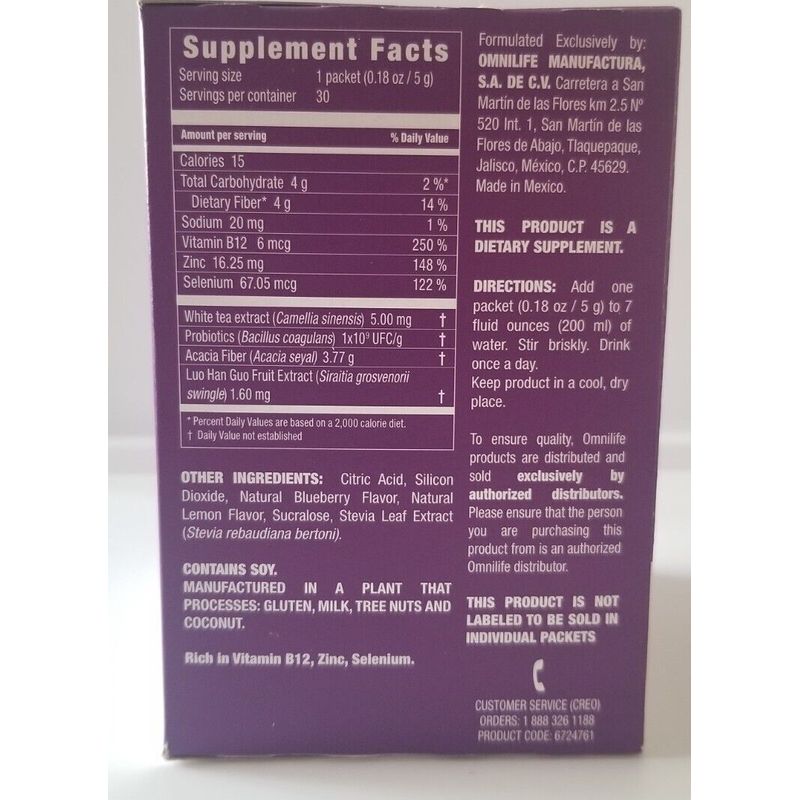 Supplement Facts
Serving size 1 packet (0.18 oz / 5 g)
Servings per container 30
Amount per serving % Daily Value
Calories 15
Total Carbohydrate 4 g 2 %*
Dietary Fiber* 4 g 14 %
Sodium 20 mg 1 %
Vitamin B12 6 mcg 250 %
Zinc 16.25 mg 148 %
Selenium 67.05 mcg 122 %
White tea extract (Camellia sinensis) 5.00 mg †
Probiotics (Bacillus coagulans) 1x10⁹ UFC/g †
Acacia Fiber (Acacia seyal) 3.77 g †
Luo Han Guo Fruit Extract (Siraitia grosvenorii
swingle) 1.60 mg †
* Percent Daily Values are based on a 2,000 calorie diet.
† Daily Value not established
OTHER INGREDIENTS: Citric Acid, Silicon
Dioxide, Natural Blueberry Flavor, Natural
Lemon Flavor, Sucralose, Stevia Leaf Extract
(Stevia rebaudiana bertoni).
CONTAINS SOY.
MANUFACTURED IN A PLANT THAT
PROCESSES: GLUTEN, MILK, TREE NUTS AND
COCONUT.
Rich in Vitamin B12, Zinc, Selenium.
Formulated Exclusively by:
OMNILIFE MANUFACTURA,
S.A. DE C.V. Carretera a San
Martín de las Flores km 2.5 Nº
520 Int. 1, San Martín de las
Flores de Abajo, Tlaquepaque,
Jalisco, México, C.P. 45629.
Made in Mexico.
THIS PRODUCT IS A
DIETARY SUPPLEMENT.
DIRECTIONS: Add one
packet (0.18 oz / 5 g) to 7
fluid ounces (200 ml) of
water. Stir briskly. Drink
once a day.
Keep product in a cool, dry
place.
To ensure quality, Omnilife
products are distributed and
sold exclusively by
authorized distributors.
Please ensure that the person
you are purchasing this
product from is an authorized
Omnilife distributor.
THIS PRODUCT IS NOT
LABELED TO BE SOLD IN
INDIVIDUAL PACKETS
CUSTOMER SERVICE (CREO)
ORDERS: 1 888 326 1188
PRODUCT CODE: 6724761